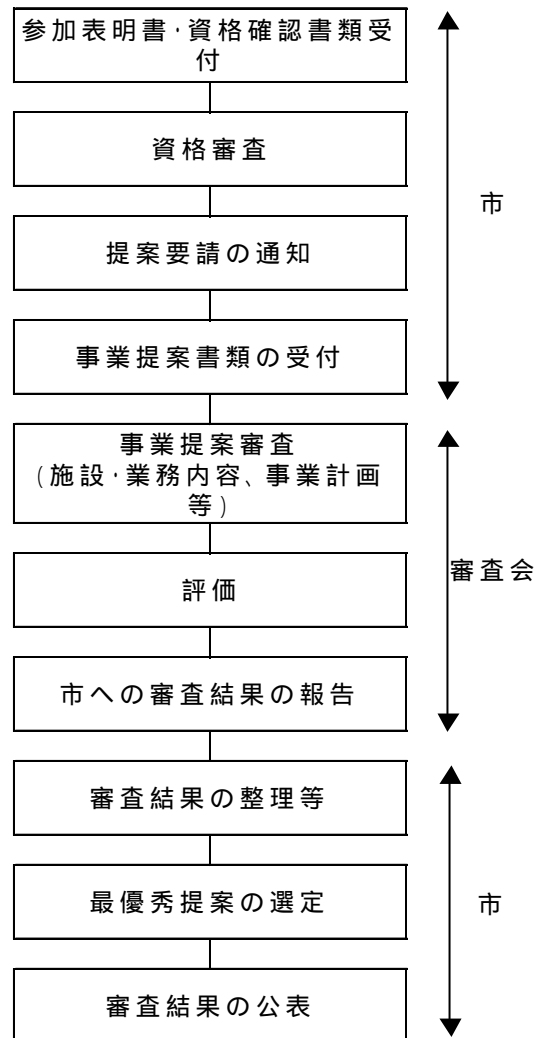 参加表明書・資格確認書類受
付
資格審査
市
提案要請の通知
事業提案書類の受付
事業提案審査
(施設・業務内容、事業計画
等)
審査会
評価
市への審査結果の報告
審査結果の整理等
最優秀提案の選定
市
審査結果の公表